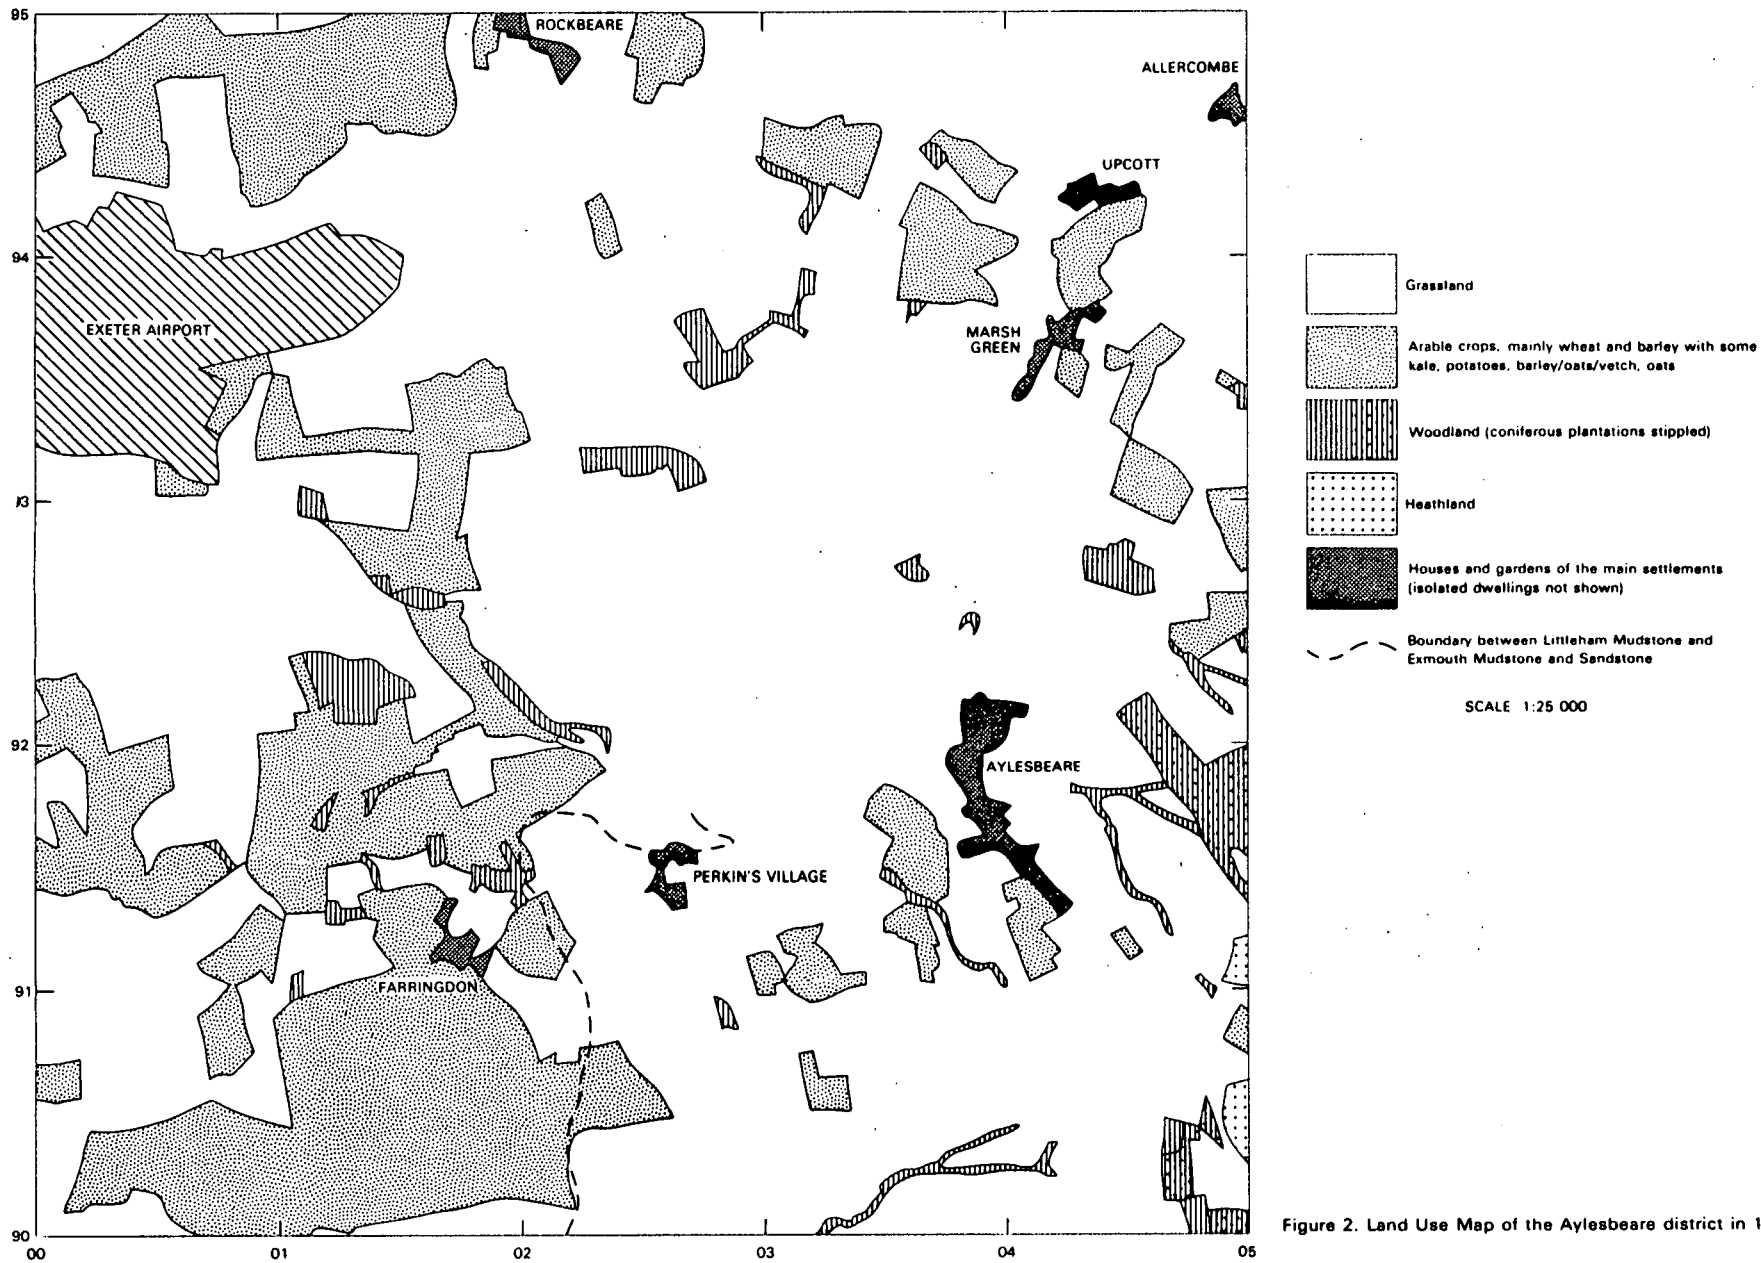 95
ROCKBEARE
ALLERCOMBE
UPCOTT
94
EXETER AIRPORT
MARSH
GREEN
93
92
AYLESBEARE
PERKIN'S VILLAGE
FARRINGDON
91
90
00
01
02
03
04
05
Grassland
Arable crops, mainly wheat and barley with some
kale, potatoes, barley/oats/vetch, oats
Woodland (coniferous plantations stippled)
Heathland
Houses and gardens of the main settlements
(isolated dwellings not shown)
Boundary between Littleham Mudstone and
Exmouth Mudstone and Sandstone
SCALE 1:25 000
Figure 2. Land Use Map of the Aylesbeare district in 1